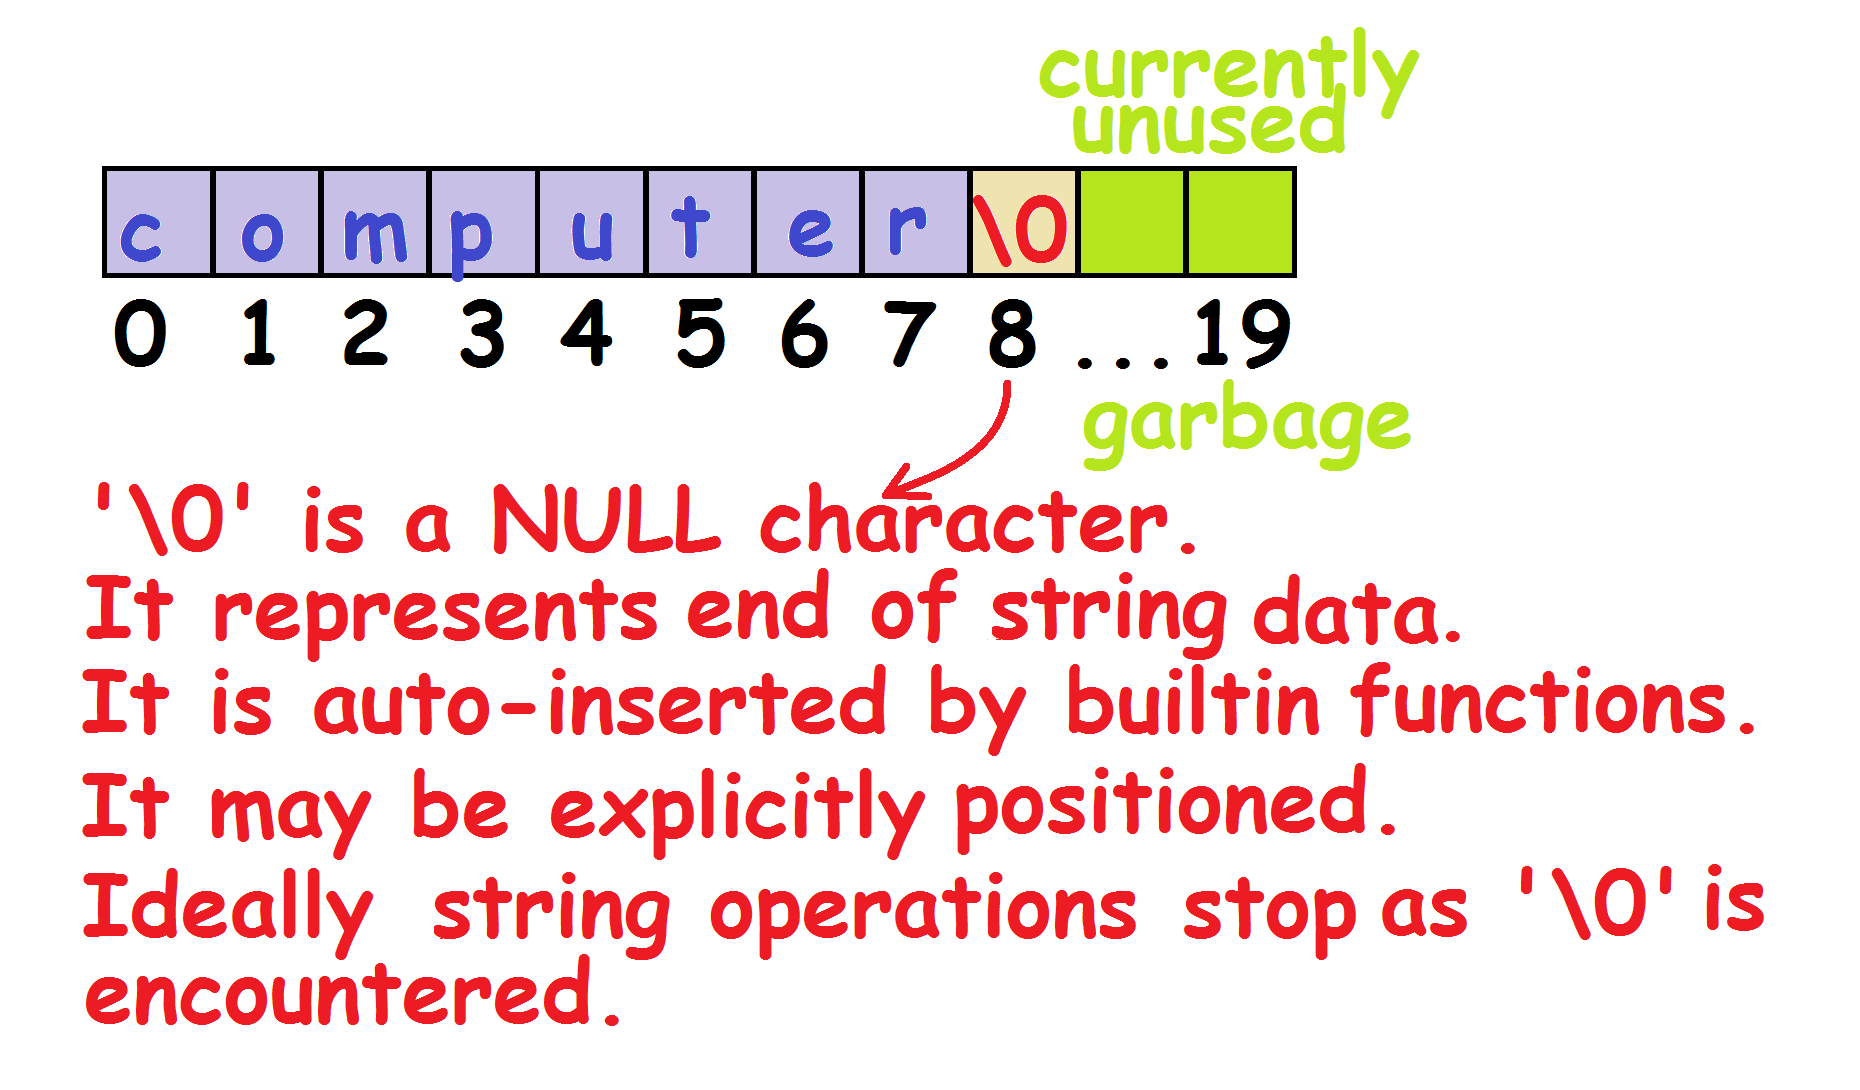 currently
unused
c o m p u t e r \0
0 1 2 3 4 5 6 7 8 ... 19
garbage
'\0' is a NULL character.
It represents end of string data.
It is auto-inserted by builtin functions.
It may be explicitly positioned.
Ideally string operations stop as '\0' is
encountered.